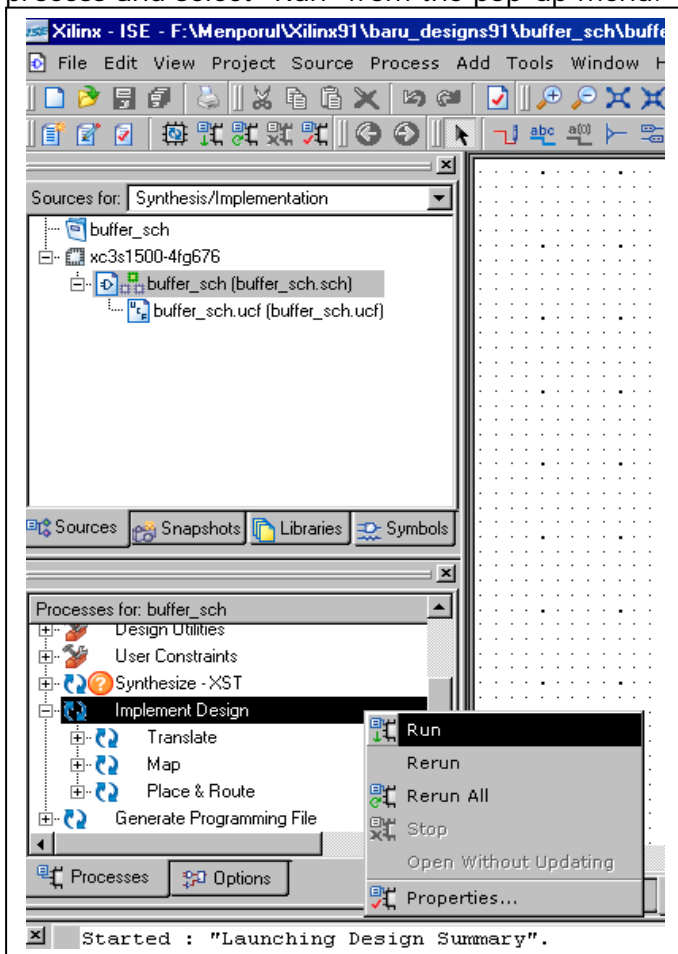 process and select "Run" from the pop-up menu.
Xilinx - ISE - F:\Menporul\Xilinx91\baru_designs91\buffer_sch\buffe
File Edit View Project Source Process Add Tools Window H
abc a(0)
Sources for: Synthesis/Implementation
buffer_sch
xc3s1500-4fg676
buffer_sch (buffer_sch.sch)
buffer_sch.ucf (buffer_sch.ucf)
Sources Snapshots Libraries Symbols
Processes for: buffer_sch
Design Utilities
User Constraints
Synthesize - XST
Implement Design
Translate
Map
Place & Route
Generate Programming File
Run
Rerun
Rerun All
Stop
Open Without Updating
Properties...
Processes Options
Started : "Launching Design Summary".